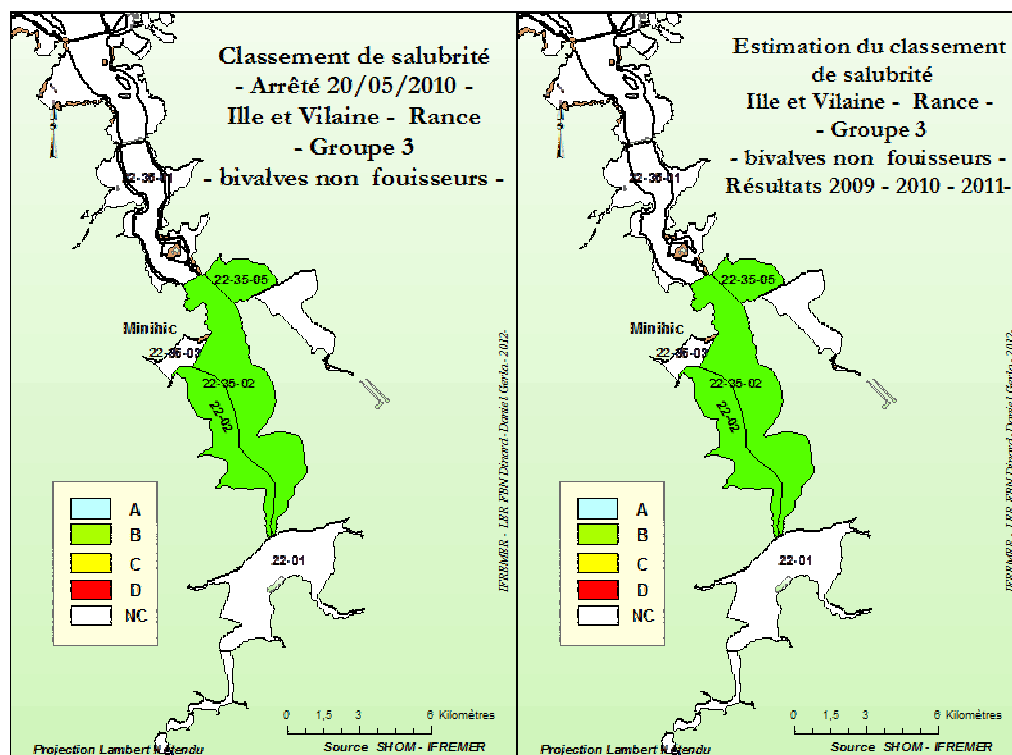 Classement de salubrité
- Arrêté 20/05/2010 -
Ille et Vilaine - Rance
- Groupe 3
- bivalves non fouisseurs -
22-35-05
Minihic
22-35-02
22-02
22-01
A
B
C
D
NC
0 1,5 3 6 Kilomètres
Projection Lambert II étendu
Source SHOM - IFREMER
Estimation du classement
de salubrité
Ille et Vilaine - Rance -
- Groupe 3
- bivalves non fouisseurs -
Résultats 2009 - 2010 - 2011-
22-35-05
Minihic
22-35-02
22-02
22-01
A
B
C
D
NC
0 1,5 3 6 Kilomètres
Projection Lambert II étendu
Source SHOM - IFREMER